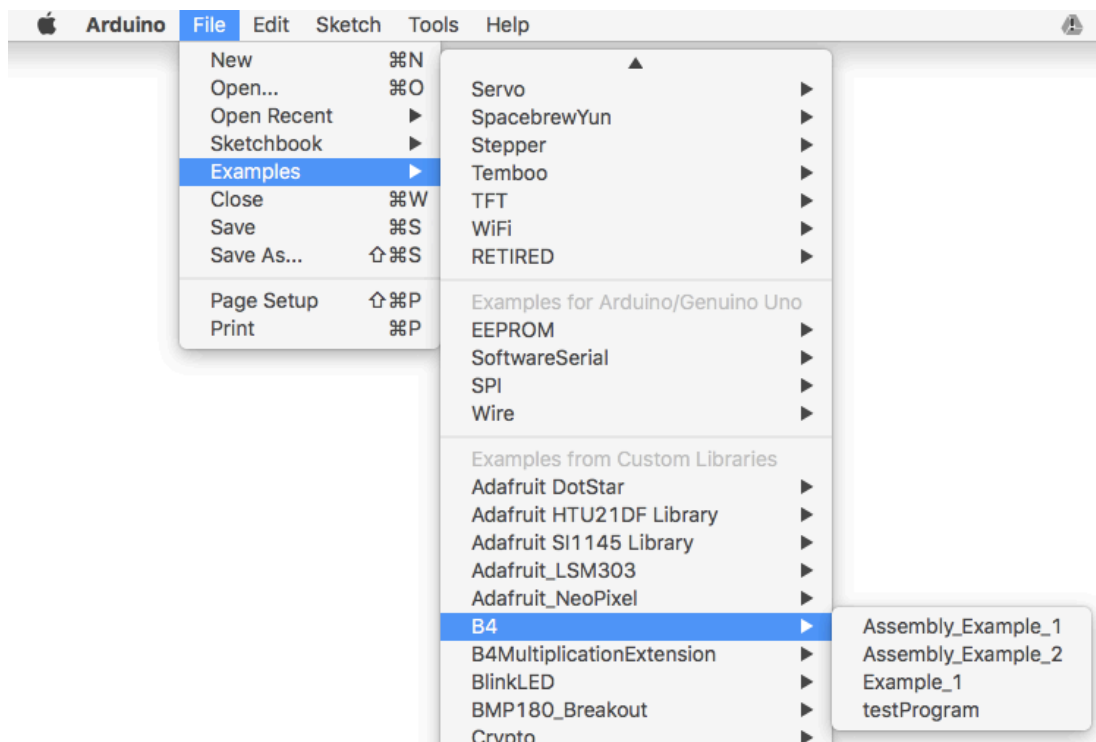 Arduino File Edit Sketch Tools Help
New ⌘N
Open... ⌘O
Open Recent
Sketchbook
Examples
Close ⌘W
Save ⌘S
Save As... ⇧⌘S
Page Setup ⇧⌘P
Print ⌘P
Servo
SpacebrewYun
Stepper
Temboo
TFT
WiFi
RETIRED
Examples for Arduino/Genuino Uno
EEPROM
SoftwareSerial
SPI
Wire
Examples from Custom Libraries
Adafruit DotStar
Adafruit HTU21DF Library
Adafruit SI1145 Library
Adafruit_LSM303
Adafruit_NeoPixel
B4
B4MultiplicationExtension
BlinkLED
BMP180_Breakout
Crypto
Assembly_Example_1
Assembly_Example_2
Example_1
testProgram